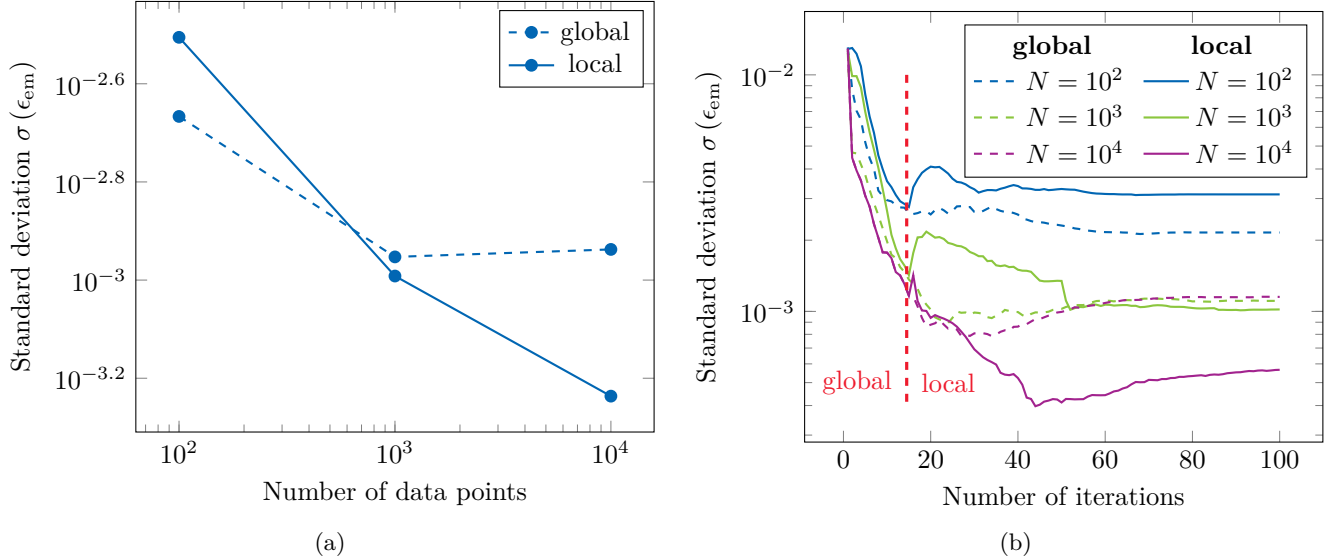 global
local
10^−2.6
10^−2.8
10^−3
10^−3.2
Standard deviation σ (ϵ_em)
10^2
10^3
10^4
Number of data points
(a)
global local
N = 10^2 N = 10^2
N = 10^3 N = 10^3
N = 10^4 N = 10^4
10^−2
10^−3
Standard deviation σ (ϵ_em)
global local
0 20 40 60 80 100
Number of iterations
(b)